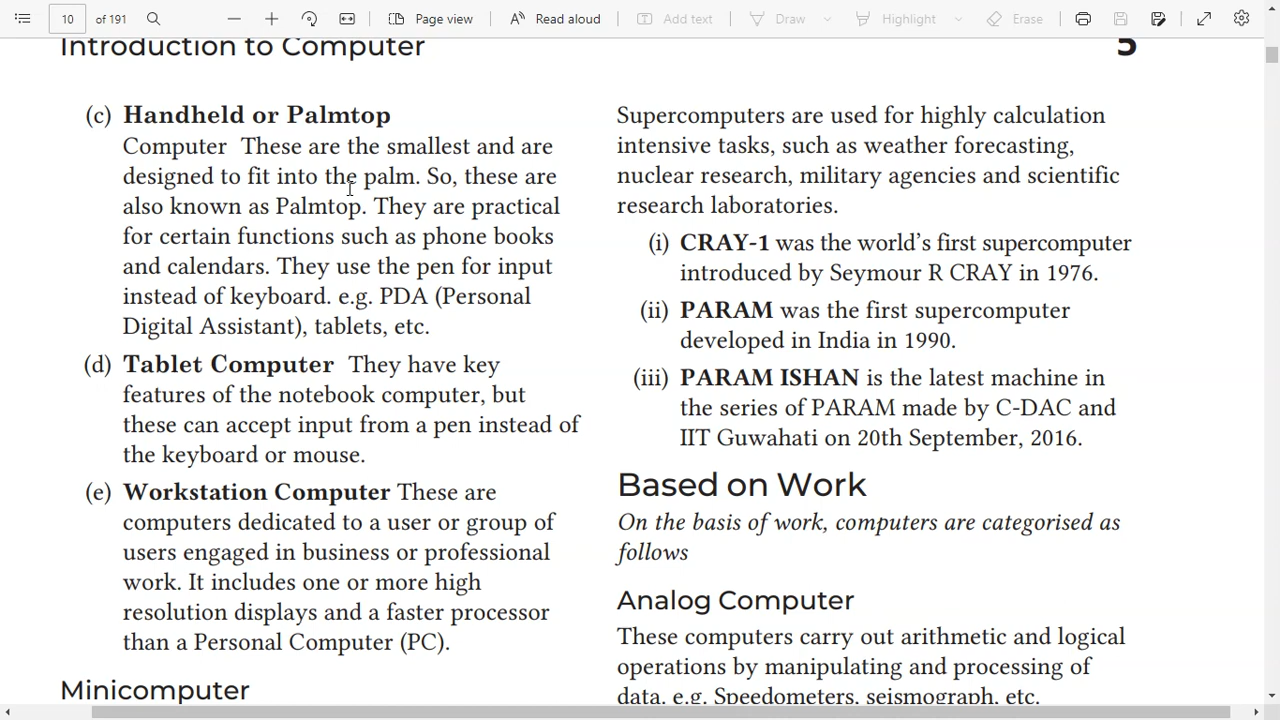 10 of 191 Page view Read aloud Add text Draw Highlight Erase
Introduction to Computer 5
(c) Handheld or Palmtop
Computer These are the smallest and are
designed to fit into the palm. So, these are
also known as Palmtop. They are practical
for certain functions such as phone books
and calendars. They use the pen for input
instead of keyboard. e.g. PDA (Personal
Digital Assistant), tablets, etc.
(d) Tablet Computer They have key
features of the notebook computer, but
these can accept input from a pen instead of
the keyboard or mouse.
(e) Workstation Computer These are
computers dedicated to a user or group of
users engaged in business or professional
work. It includes one or more high
resolution displays and a faster processor
than a Personal Computer (PC).
Minicomputer
Supercomputers are used for highly calculation
intensive tasks, such as weather forecasting,
nuclear research, military agencies and scientific
research laboratories.
(i) CRAY-1 was the world's first supercomputer
introduced by Seymour R CRAY in 1976.
(ii) PARAM was the first supercomputer
developed in India in 1990.
(iii) PARAM ISHAN is the latest machine in
the series of PARAM made by C-DAC and
IIT Guwahati on 20th September, 2016.
Based on Work
On the basis of work, computers are categorised as
follows
Analog Computer
These computers carry out arithmetic and logical
operations by manipulating and processing of
data. e.g. Speedometers, seismograph, etc.